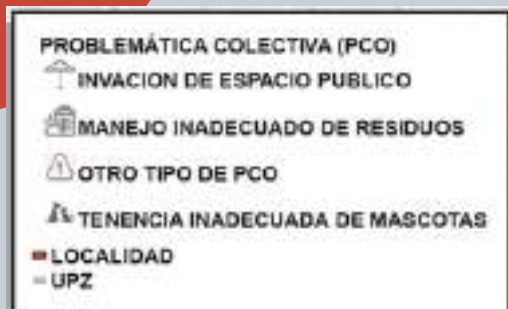 PROBLEMÁTICA COLECTIVA (PCO)
INVACION DE ESPACIO PUBLICO
MANEJO INADECUADO DE RESIDUOS
OTRO TIPO DE PCO
TENENCIA INADECUADA DE MASCOTAS
LOCALIDAD
UPZ